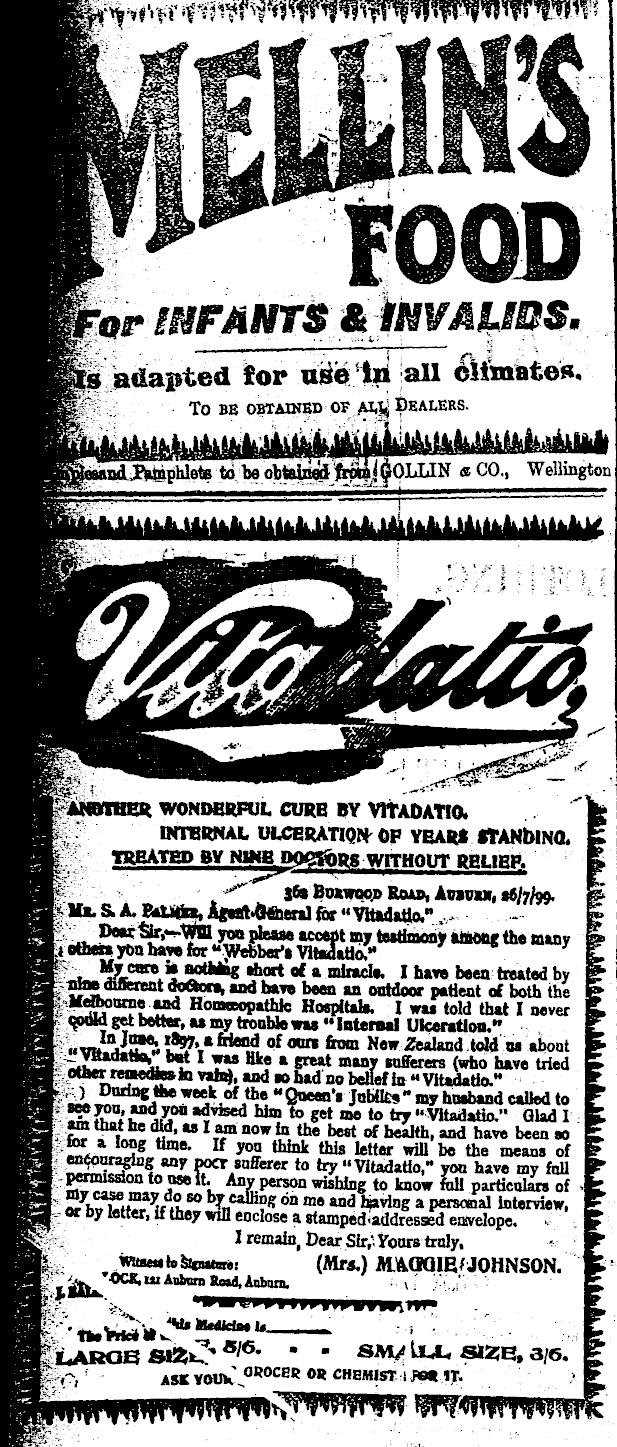 MELLIN'S
FOOD
For INFANTS & INVALIDS.
Is adapted for use in all climates.
TO BE OBTAINED OF ALL DEALERS.
and Pamphlets to be obtained from GOLLIN & CO., Wellington
Vitadatio,
ANOTHER WONDERFUL CURE BY VITADATIO.
INTERNAL ULCERATION OF YEARS STANDING.
TREATED BY NINE DOCTORS WITHOUT RELIEF.
362 BURWOOD ROAD, AUBURN, 26/7/99.
MR. S. A. PALMER, Agent-General for "Vitadatio."
Dear Sir,—Will you please accept my testimony among the many
others you have for "Webber's Vitadatio."
My cure is nothing short of a miracle. I have been treated by
nine different doctors, and have been an outdoor patient of both the
Melbourne and Homœopathic Hospitals. I was told that I never
could get better, as my trouble was "Internal Ulceration."
In June, 1897, a friend of ours from New Zealand told us about
"Vitadatio," but I was like a great many sufferers (who have tried
other remedies in vain), and so had no belief in "Vitadatio."
During the week of the "Queen's Jubilee" my husband called to
see you, and you advised him to get me to try "Vitadatio." Glad I
am that he did, as I am now in the best of health, and have been so
for a long time. If you think this letter will be the means of
encouraging any poor sufferer to try "Vitadatio," you have my full
permission to use it. Any person wishing to know full particulars of
my case may do so by calling on me and having a personal interview,
or by letter, if they will enclose a stamped addressed envelope.
I remain, Dear Sir, Yours truly,
Witness to Signature: (Mrs.) MAGGIE JOHNSON.
OCK, 121 Auburn Road, Auburn.
The Price of this Medicine is
LARGE SIZE, 5/6. - - SMALL SIZE, 3/6.
ASK YOUR GROCER OR CHEMIST FOR IT.